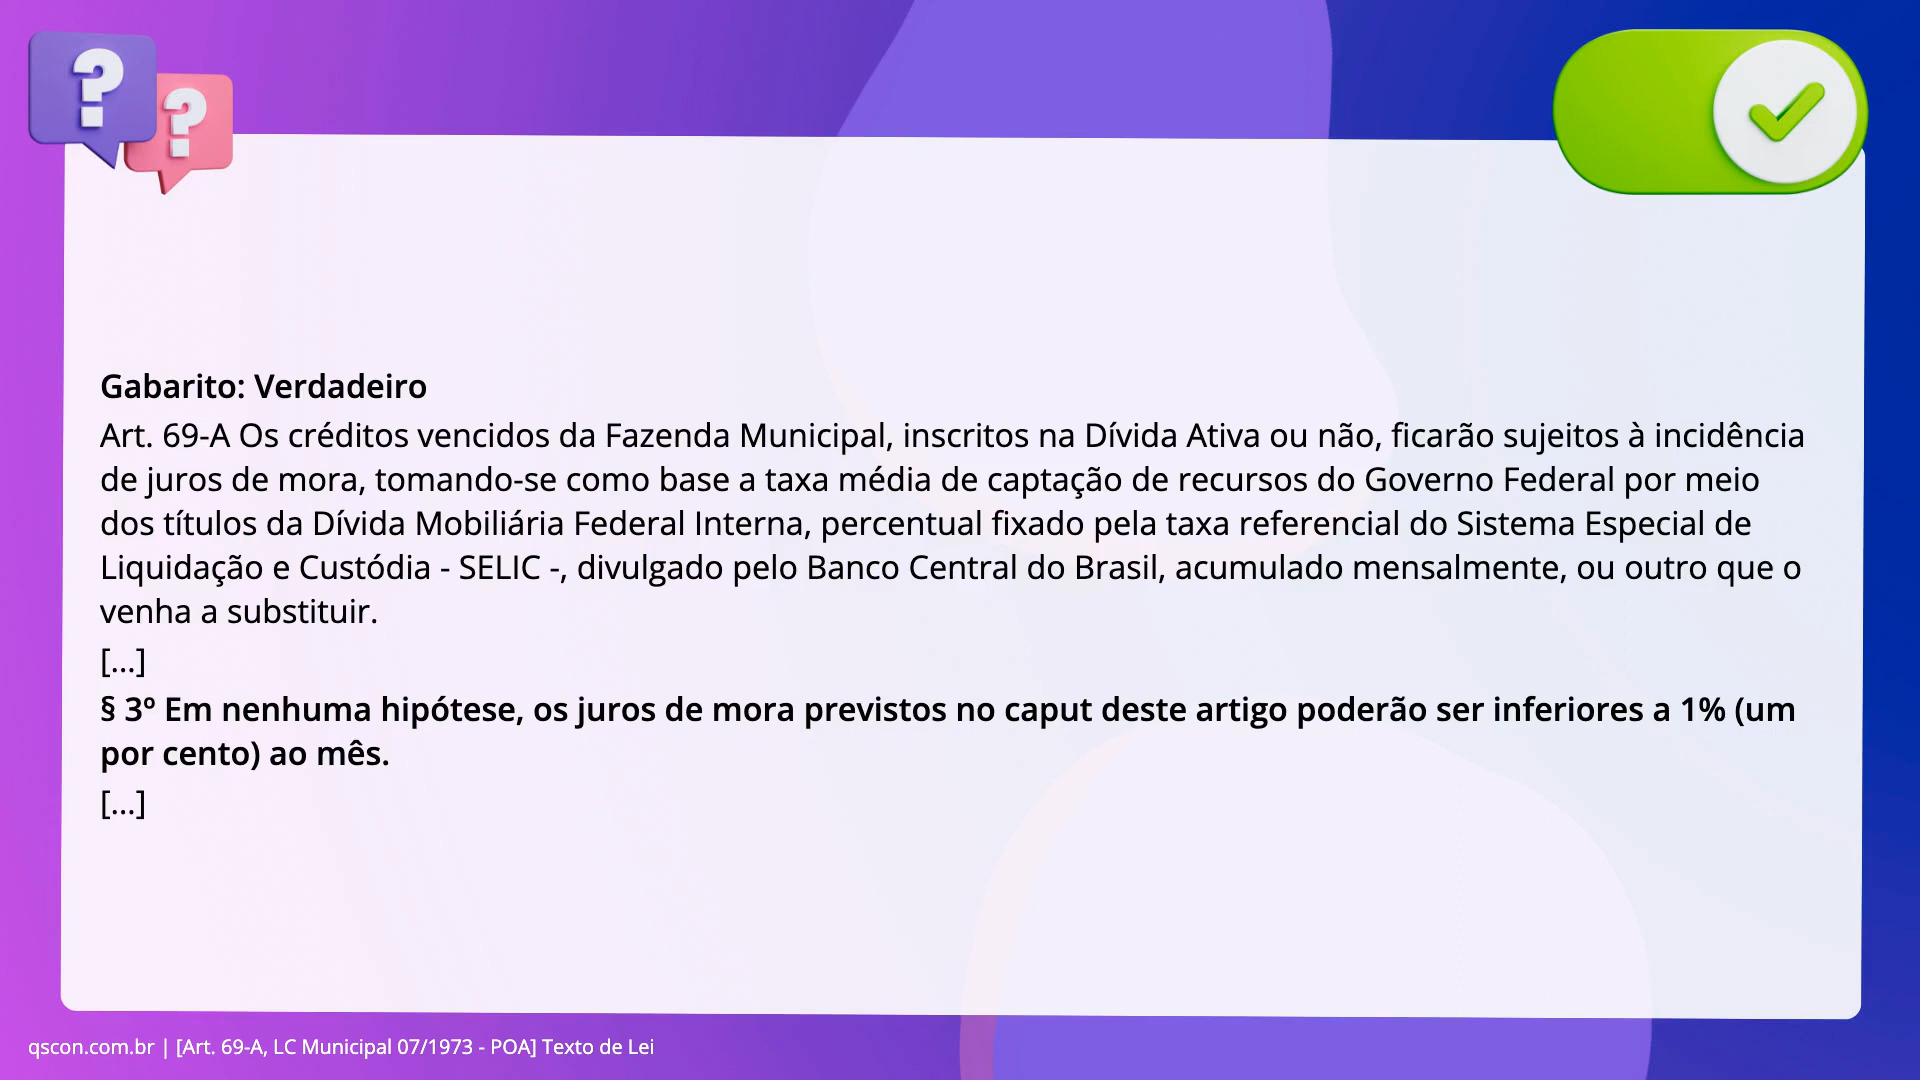 Gabarito: Verdadeiro
Art. 69-A Os créditos vencidos da Fazenda Municipal, inscritos na Dívida Ativa ou não, ficarão sujeitos à incidência
de juros de mora, tomando-se como base a taxa média de captação de recursos do Governo Federal por meio
dos títulos da Dívida Mobiliária Federal Interna, percentual fixado pela taxa referencial do Sistema Especial de
Liquidação e Custódia - SELIC -, divulgado pelo Banco Central do Brasil, acumulado mensalmente, ou outro que o
venha a substituir.
[...]
§ 3º Em nenhuma hipótese, os juros de mora previstos no caput deste artigo poderão ser inferiores a 1% (um
por cento) ao mês.
[...]
qscon.com.br | [Art. 69-A, LC Municipal 07/1973 - POA] Texto de Lei